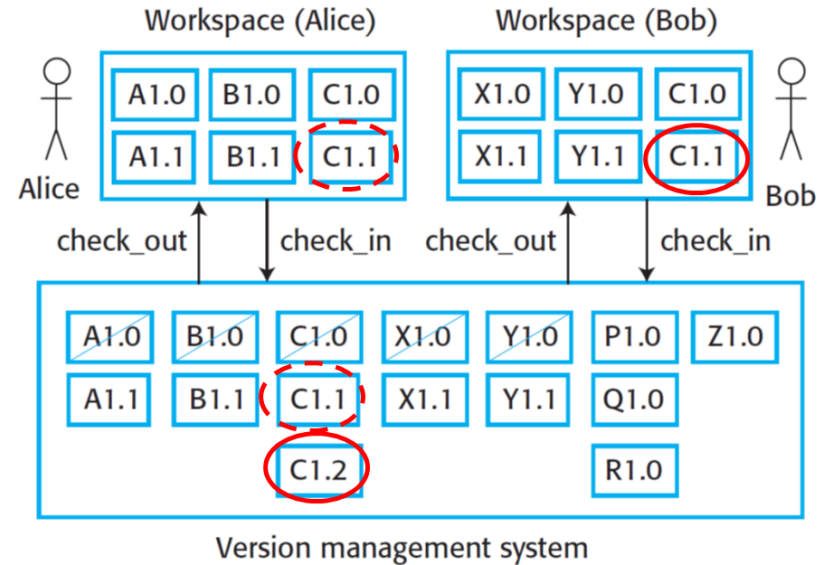 Workspace (Alice) Workspace (Bob)
A1.0 B1.0 C1.0 X1.0 Y1.0 C1.0
A1.1 B1.1 C1.1 X1.1 Y1.1 C1.1
Alice Bob
check_out check_in check_out check_in
A1.0 B1.0 C1.0 X1.0 Y1.0 P1.0 Z1.0
A1.1 B1.1 C1.1 X1.1 Y1.1 Q1.0
C1.2 R1.0
Version management system